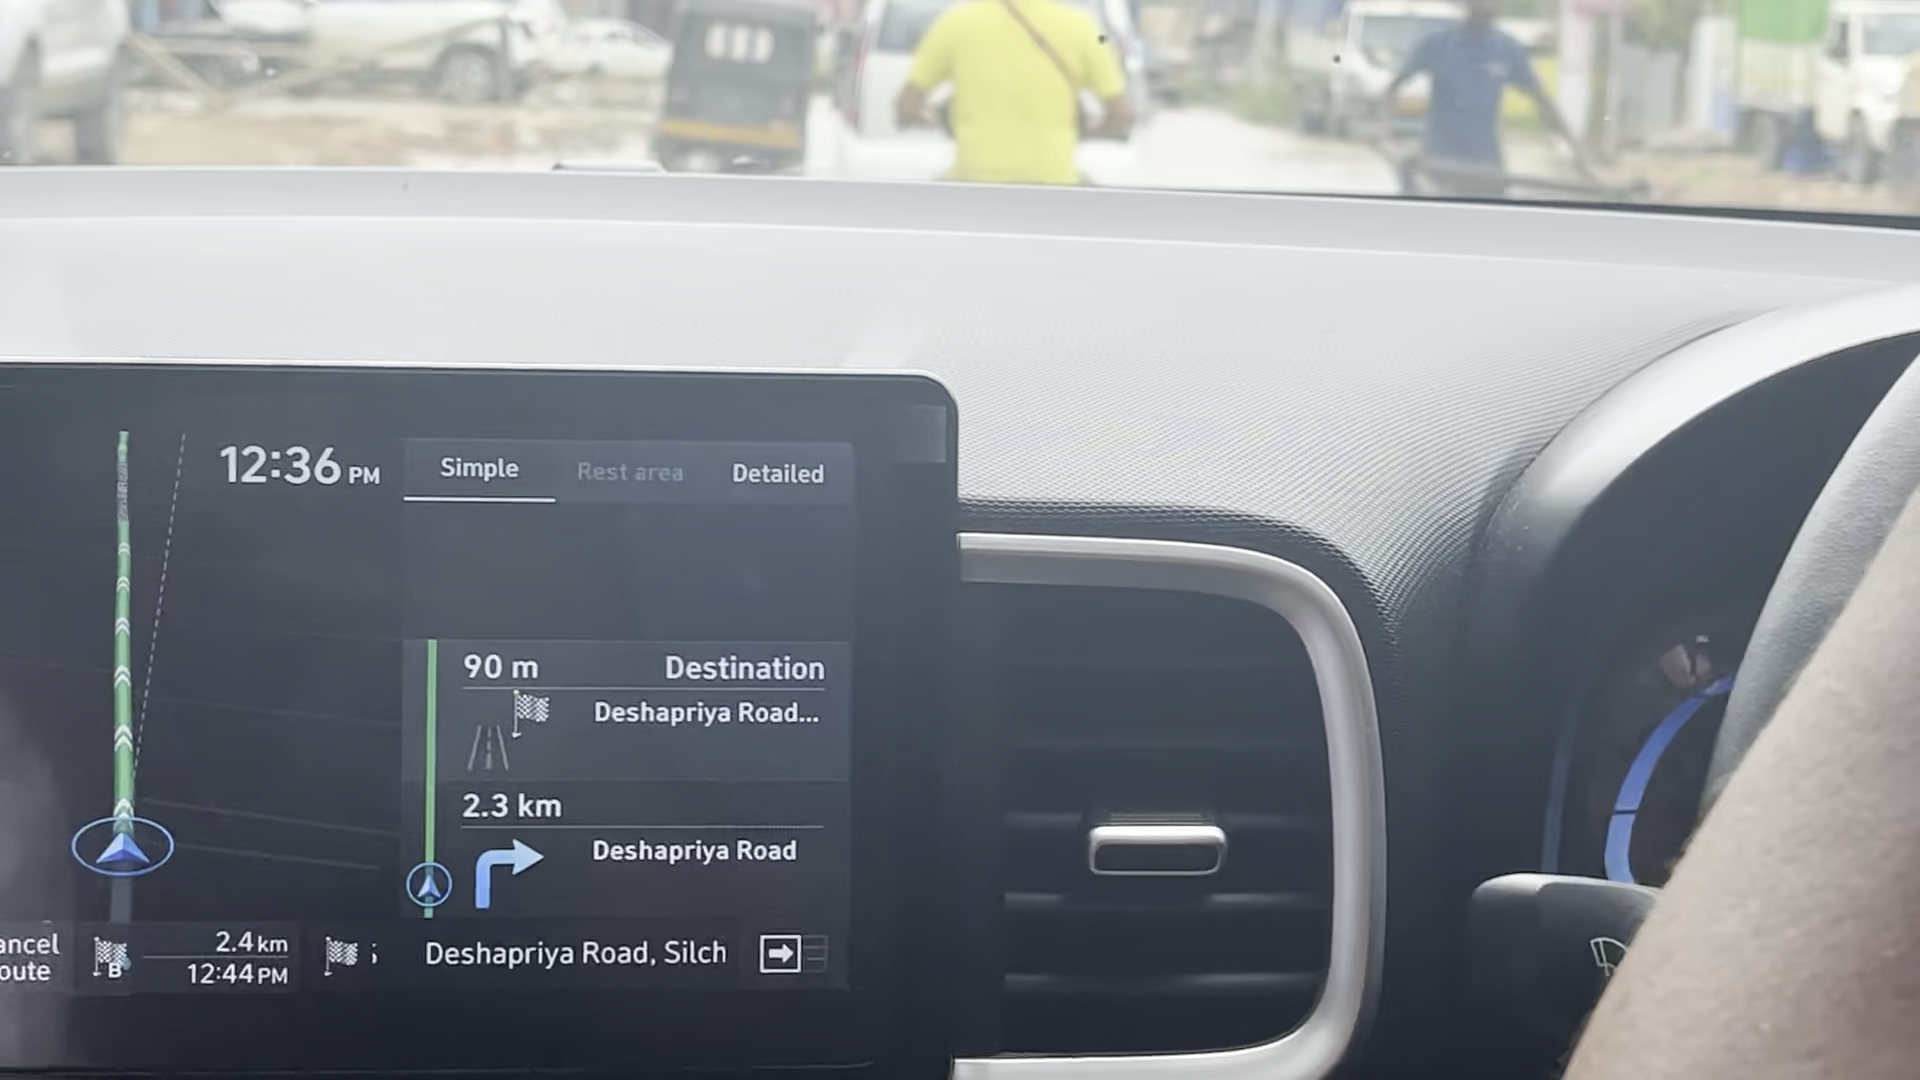 12:36 PM
Simple Rest area Detailed
90 m Destination
Deshapriya Road...
2.3 km
Deshapriya Road
ancel
oute
B
2.4 km
12:44 PM
; Deshapriya Road, Silch